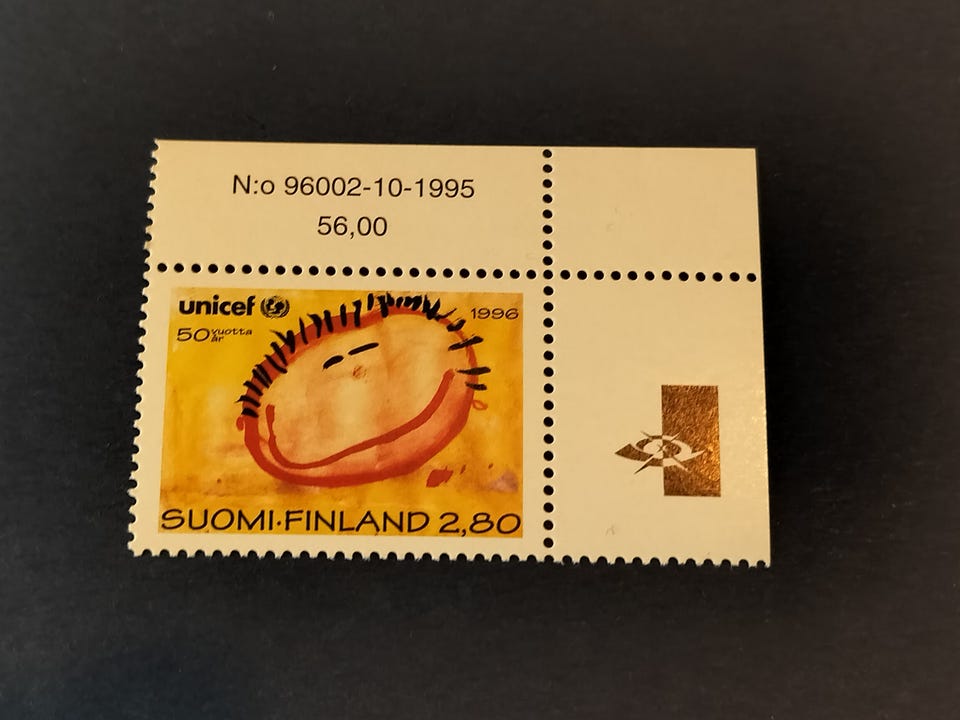 N:o 96002-10-1995
56,00
unicef
1996
50 vuotta
år
SUOMI·FINLAND 2,80